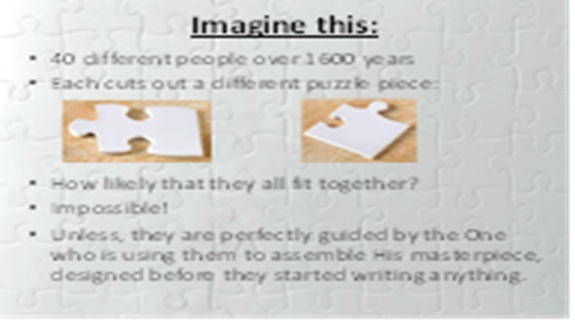 Imagine this:
• 40 different people over 1600 years
• Each cuts out a different puzzle piece:
• How likely that they all fit together?
• Impossible!
• Unless, they are perfectly guided by the One
who is using them to assemble His masterpiece,
designed before they started writing anything.